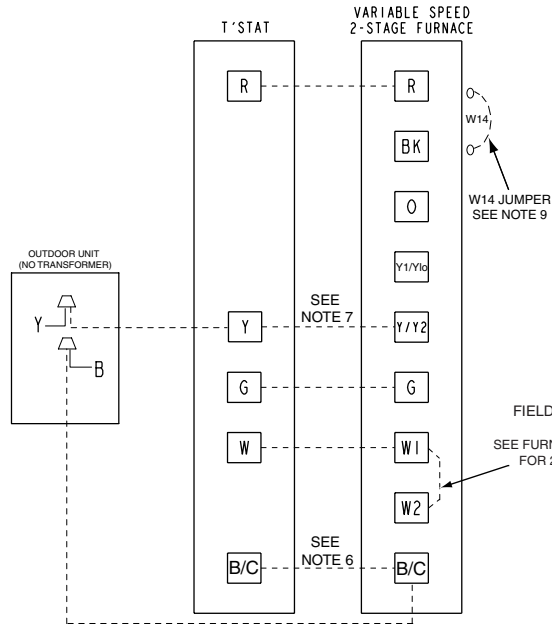 T'STAT
VARIABLE SPEED
2-STAGE FURNACE
R
R
W14
BK
W14 JUMPER
SEE NOTE 9
O
OUTDOOR UNIT
(NO TRANSFORMER)
Y1/Ylo
Y
SEE
NOTE 7
Y
Y/Y2
B
G
G
FIELD
W
W1
SEE FURN
FOR 2
W2
SEE
NOTE 6
B/C
B/C